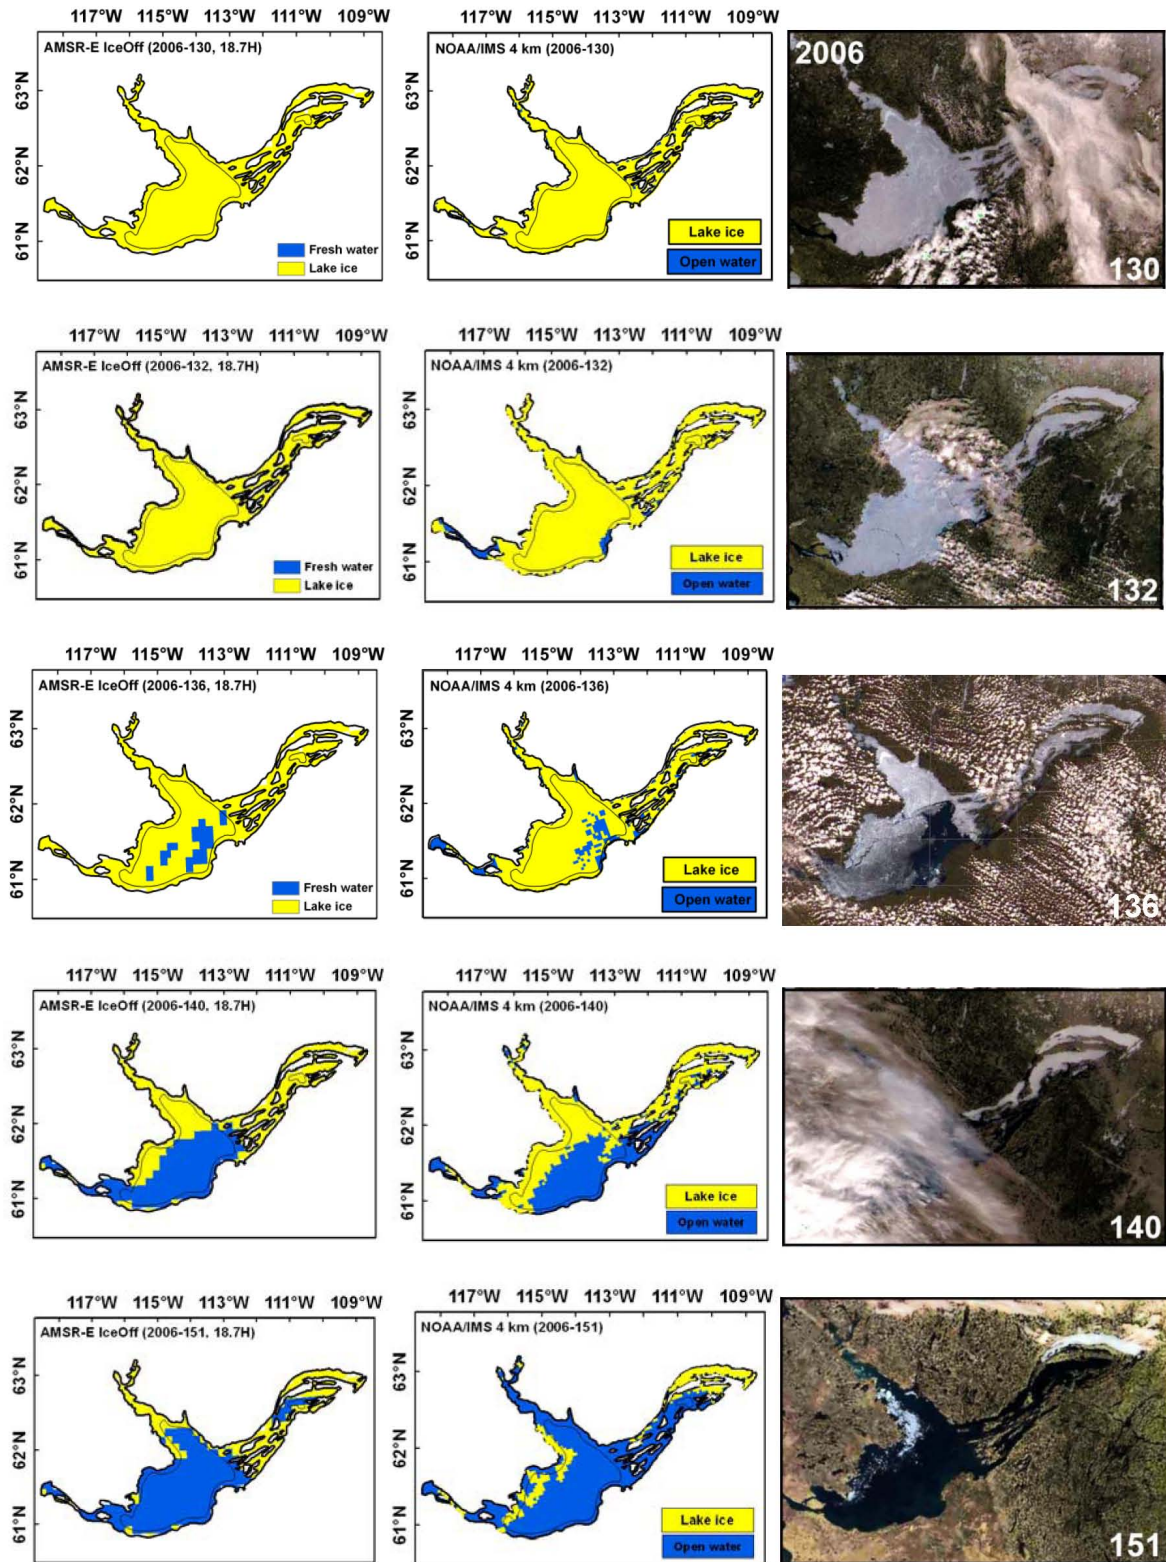 117°W 115°W 113°W 111°W 109°W
117°W 115°W 113°W 111°W 109°W
AMSR-E IceOff (2006-130, 18.7H)
63°N
62°N
61°N
Fresh water
Lake ice
NOAA/IMS 4 km (2006-130)
63°N
62°N
61°N
Lake ice
Open water
2006
130
117°W 115°W 113°W 111°W 109°W
117°W 115°W 113°W 111°W 109°W
AMSR-E IceOff (2006-132, 18.7H)
63°N
62°N
61°N
Fresh water
Lake ice
NOAA/IMS 4 km (2006-132)
63°N
62°N
61°N
Lake ice
Open water
132
117°W 115°W 113°W 111°W 109°W
117°W 115°W 113°W 111°W 109°W
AMSR-E IceOff (2006-136, 18.7H)
63°N
62°N
61°N
Fresh water
Lake ice
NOAA/IMS 4 km (2006-136)
63°N
62°N
61°N
Lake ice
Open water
136
117°W 115°W 113°W 111°W 109°W
117°W 115°W 113°W 111°W 109°W
AMSR-E IceOff (2006-140, 18.7H)
63°N
62°N
61°N
NOAA/IMS 4 km (2006-140)
63°N
62°N
61°N
Lake ice
Open water
140
117°W 115°W 113°W 111°W 109°W
117°W 115°W 113°W 111°W 109°W
AMSR-E IceOff (2006-151, 18.7H)
63°N
62°N
61°N
NOAA/IMS 4 km (2006-151)
63°N
62°N
61°N
Lake ice
Open water
151